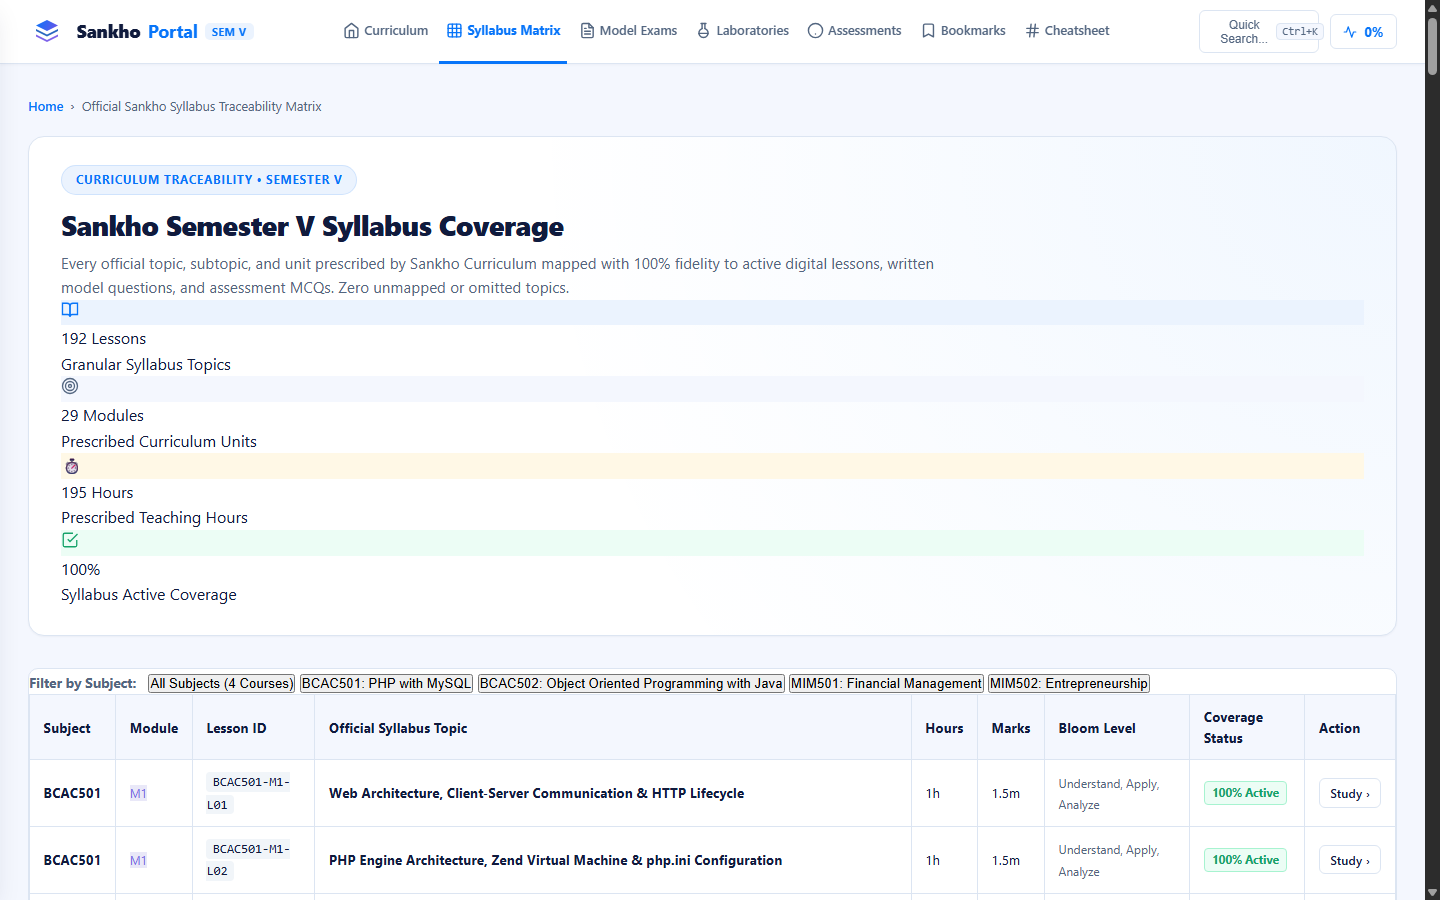 Sankho Portal SEM V
Curriculum
Syllabus Matrix
Model Exams
Laboratories
Assessments
Bookmarks
Cheatsheet
Quick Search... Ctrl+K
0%
Home › Official Sankho Syllabus Traceability Matrix
CURRICULUM TRACEABILITY • SEMESTER V
Sankho Semester V Syllabus Coverage
Every official topic, subtopic, and unit prescribed by Sankho Curriculum mapped with 100% fidelity to active digital lessons, written
model questions, and assessment MCQs. Zero unmapped or omitted topics.
192 Lessons
Granular Syllabus Topics
29 Modules
Prescribed Curriculum Units
195 Hours
Prescribed Teaching Hours
100%
Syllabus Active Coverage
Filter by Subject: All Subjects (4 Courses) BCAC501: PHP with MySQL BCAC502: Object Oriented Programming with Java MIM501: Financial Management MIM502: Entrepreneurship
Subject Module Lesson ID Official Syllabus Topic Hours Marks Bloom Level Coverage Status Action
BCAC501 M1 BCAC501-M1-L01 Web Architecture, Client-Server Communication & HTTP Lifecycle 1h 1.5m Understand, Apply, Analyze 100% Active Study ›
BCAC501 M1 BCAC501-M1-L02 PHP Engine Architecture, Zend Virtual Machine & php.ini Configuration 1h 1.5m Understand, Apply, Analyze 100% Active Study ›